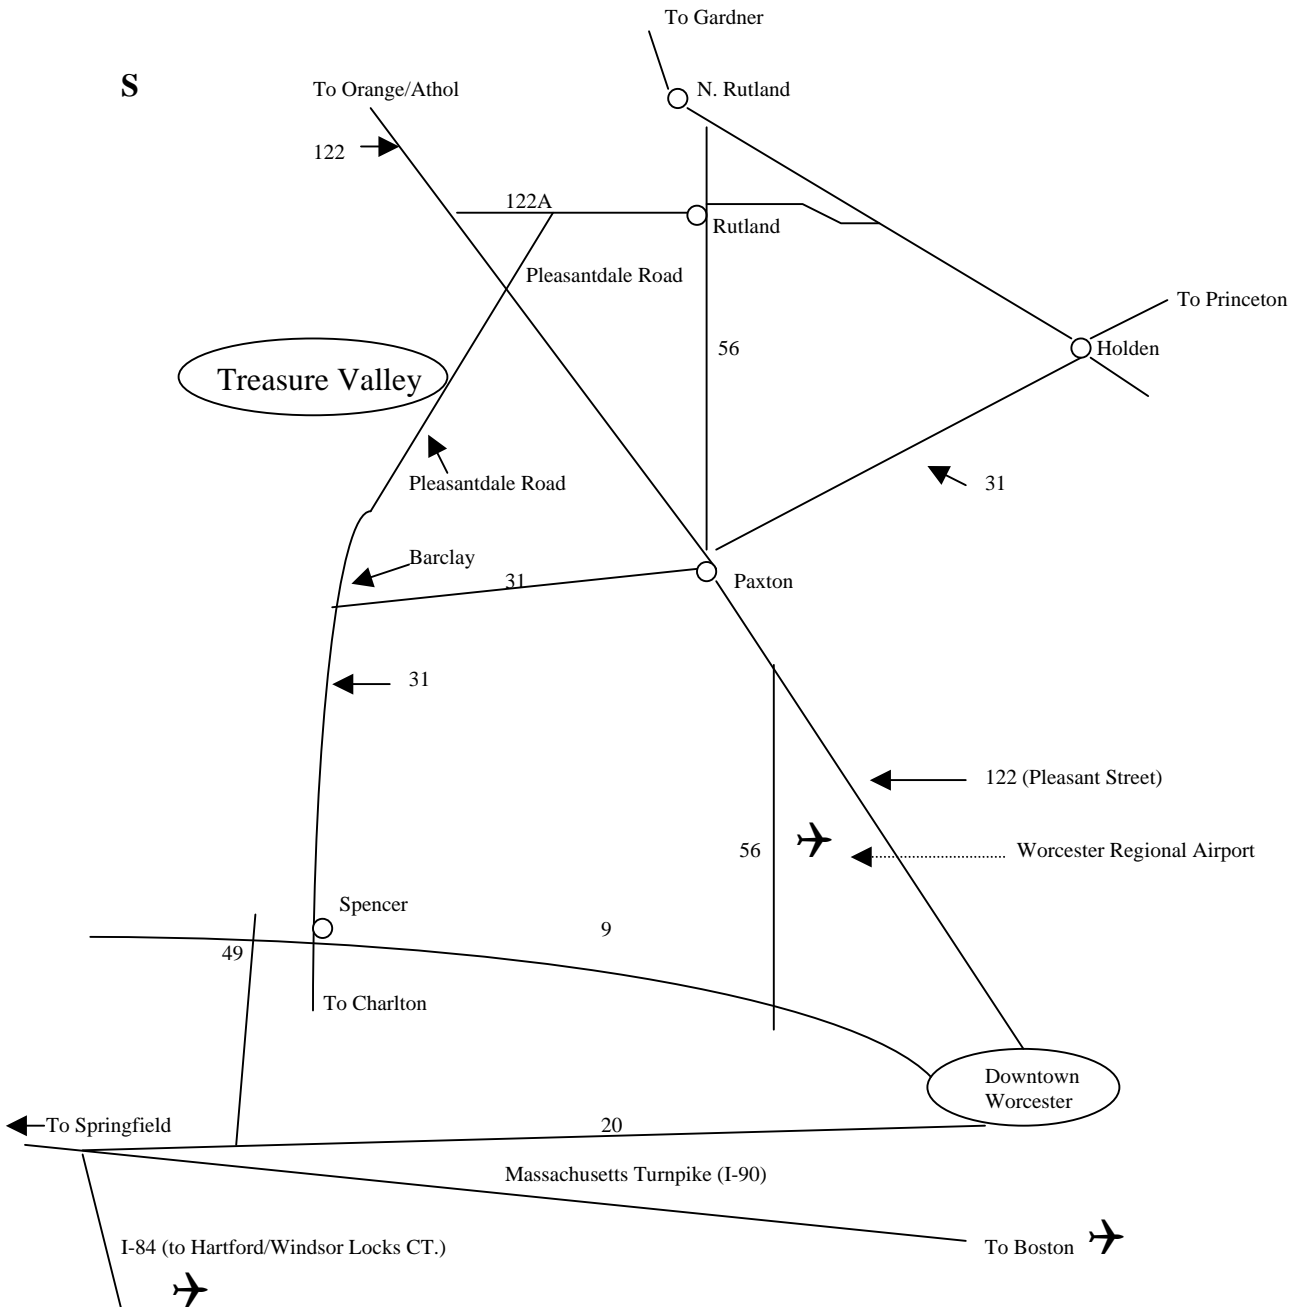 To Gardner
S
To Orange/Athol
N. Rutland
122
122A
Rutland
Pleasantdale Road
To Princeton
56
Holden
Treasure Valley
Pleasantdale Road
31
Barclay
31
Paxton
31
122 (Pleasant Street)
56
Worcester Regional Airport
Spencer
9
49
To Charlton
Downtown
Worcester
To Springfield
20
Massachusetts Turnpike (I-90)
I-84 (to Hartford/Windsor Locks CT.)
To Boston